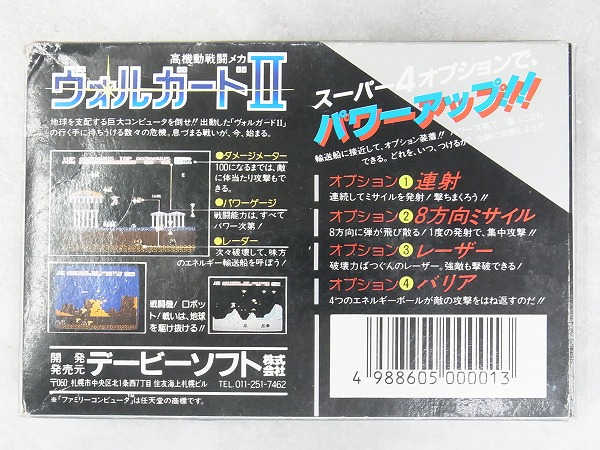 高機動戦闘メカ
ヴォルガードII
地球を支配する巨大コンピュータを倒せ!!出動した「ヴォルガードII」
の行く手に待ちうける数々の危機。息づまる戦いが、今、始まる。
●ダメージメーター
100になるまでは、敵
に体当たり攻撃もで
きる。
●パワーゲージ
戦闘能力は、すべて
パワー次第!
●レーダー
次々破壊して、味方
のエネルギー輸送船を呼ぼう!
戦闘機!ロボッ
ト!戦いは、地球
を駆け抜ける!!
開発
発売元
デービーソフト株式会社
〒060 札幌市中央区北1条西7丁目 住友海上札幌ビル
TEL.011-251-7462
※「ファミリーコンピュータ」は任天堂の商標です。
スーパー4オプションで、
パワーアップ!!!
輸送船に接近して、オプション装着!!
できる。どれを、いつ、つけるか
オプション1連射
連続してミサイルを発射!撃ちまくろう!!
オプション2 8方向ミサイル
8方向に弾が飛び散る!1度の発射で、集中攻撃!!
オプション3レーザー
破壊力ばつぐんのレーザー。強敵も撃破できる!
オプション4バリア
4つのエネルギーボールが敵の攻撃をはね返すのだ!!
4 988605 000013